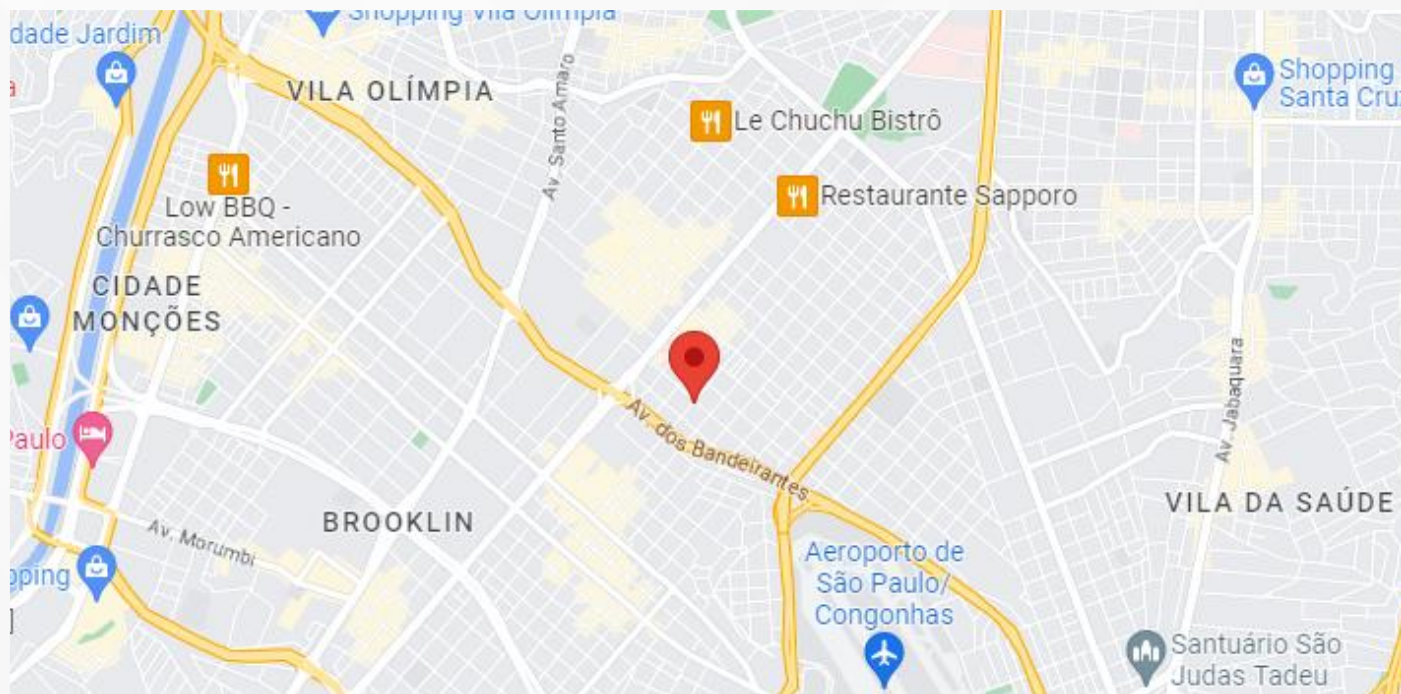 Shopping Vila Olímpia
dade Jardim
a
VILA OLÍMPIA
Av. Santo Amaro
Le Chuchu Bistrô
Shopping
Santa Cruz
Restaurante Sapporo
Low BBQ -
Churrasco Americano
CIDADE
MONÇÕES
Av. Jabaquara
Av. dos Bandeirantes
Paulo
BROOKLIN
VILA DA SAÚDE
Av. Morumbi
Aeroporto de
São Paulo/
Congonhas
pping
Santuário São
Judas Tadeu